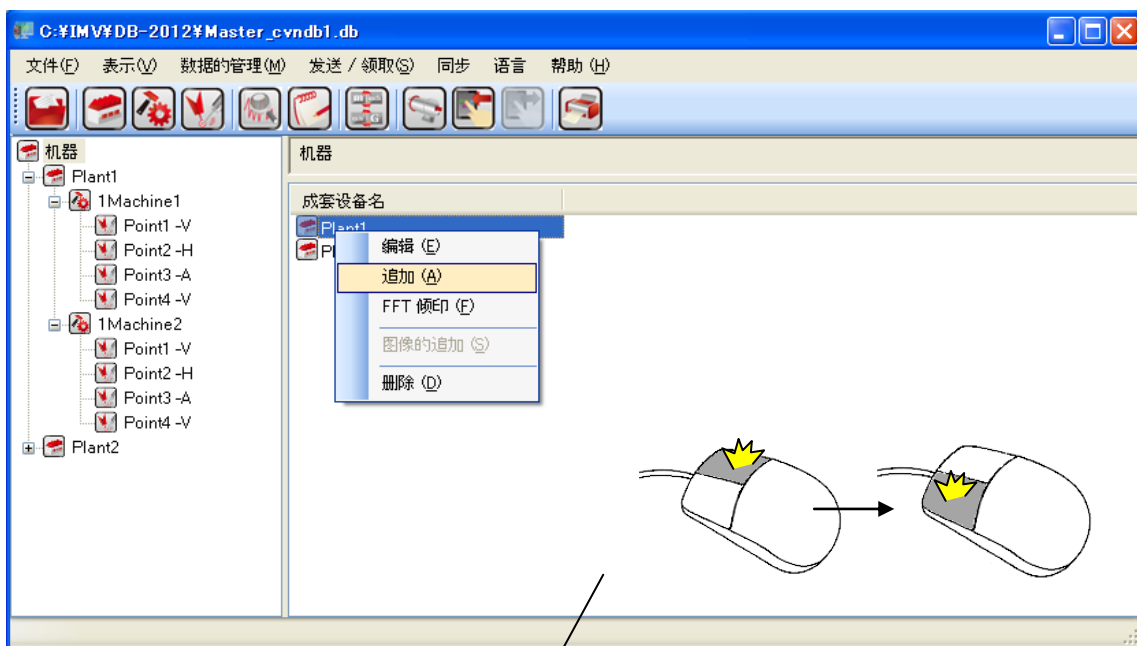 C:¥IMV¥DB-2012¥Master_cvndb1.db
文件(F) 表示(V) 数据的管理(M) 发送 / 领取(S) 同步 语言 帮助 (H)
机器
Plant1
1Machine1
Point1 -V
Point2 -H
Point3 -A
Point4 -V
1Machine2
Point1 -V
Point2 -H
Point3 -A
Point4 -V
Plant2
机器
成套设备名
Plant1
编辑 (E)
追加 (A)
FFT 倾印 (F)
图像的追加 (S)
删除 (D)